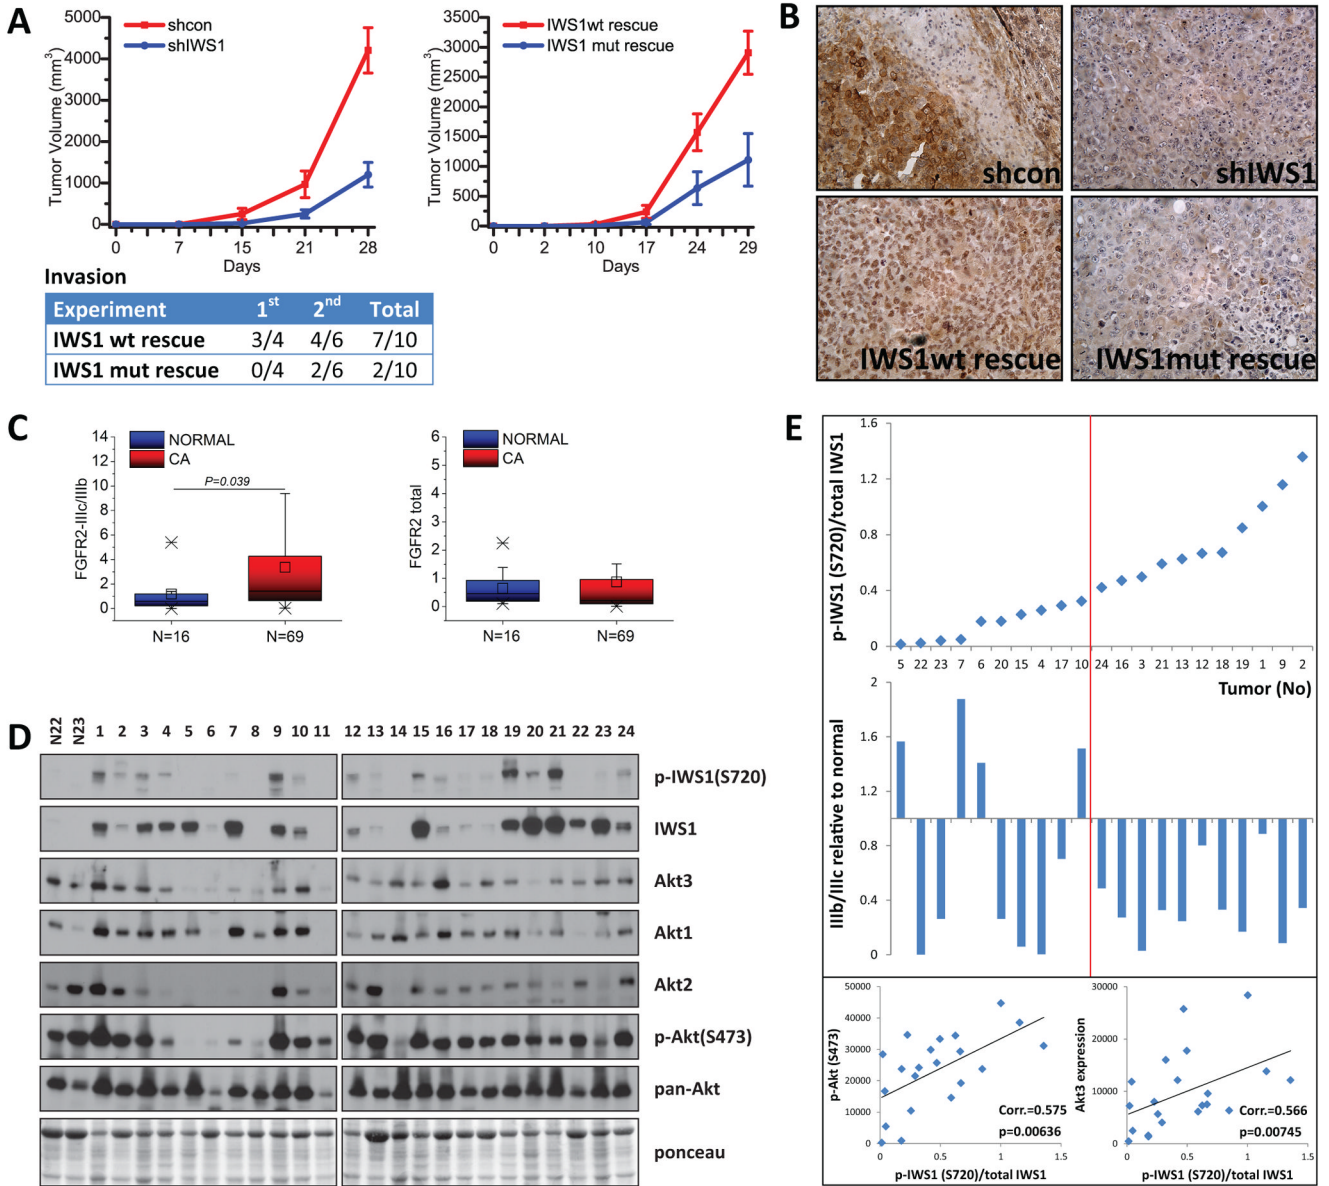 A
Tumor Volume (mm³)
5000
4000
3000
2000
1000
0
shcon
shIWS1
0 7 15 21 28
Days
Tumor Volume (mm³)
3500
3000
2500
2000
1500
1000
500
0
IWS1wt rescue
IWS1 mut rescue
0 2 10 17 24 29
Days
Invasion
Experiment 1st 2nd Total
IWS1 wt rescue 3/4 4/6 7/10
IWS1 mut rescue 0/4 2/6 2/10
B
shcon
shIWS1
IWS1wt rescue
IWS1mut rescue
C
FGFR2-IIIc/IIIb
14
12
10
8
6
4
2
0
NORMAL
CA
P=0.039
N=16 N=69
FGFR2 total
6
5
4
3
2
1
0
NORMAL
CA
N=16 N=69
D
N22 N23 1 2 3 4 5 6 7 8 9 10 11 12 13 14 15 16 17 18 19 20 21 22 23 24
p-IWS1(S720)
IWS1
Akt3
Akt1
Akt2
p-Akt(S473)
pan-Akt
ponceau
E
p-IWS1 (S720)/total IWS1
1.6
1.2
0.8
0.4
0
5 22 23 7 6 20 15 4 17 10 24 16 3 21 13 12 18 19 1 9 2
Tumor (No)
IIIb/IIIc relative to normal
2
1.6
1.2
0.8
0.4
0
p-Akt (S473)
50000
40000
30000
20000
10000
0
Corr.=0.575
p=0.00636
0 0.5 1 1.5
p-IWS1 (S720)/total IWS1
Akt3 expression
30000
20000
10000
0
Corr.=0.566
p=0.00745
0 0.5 1 1.5
p-IWS1 (S720)/total IWS1